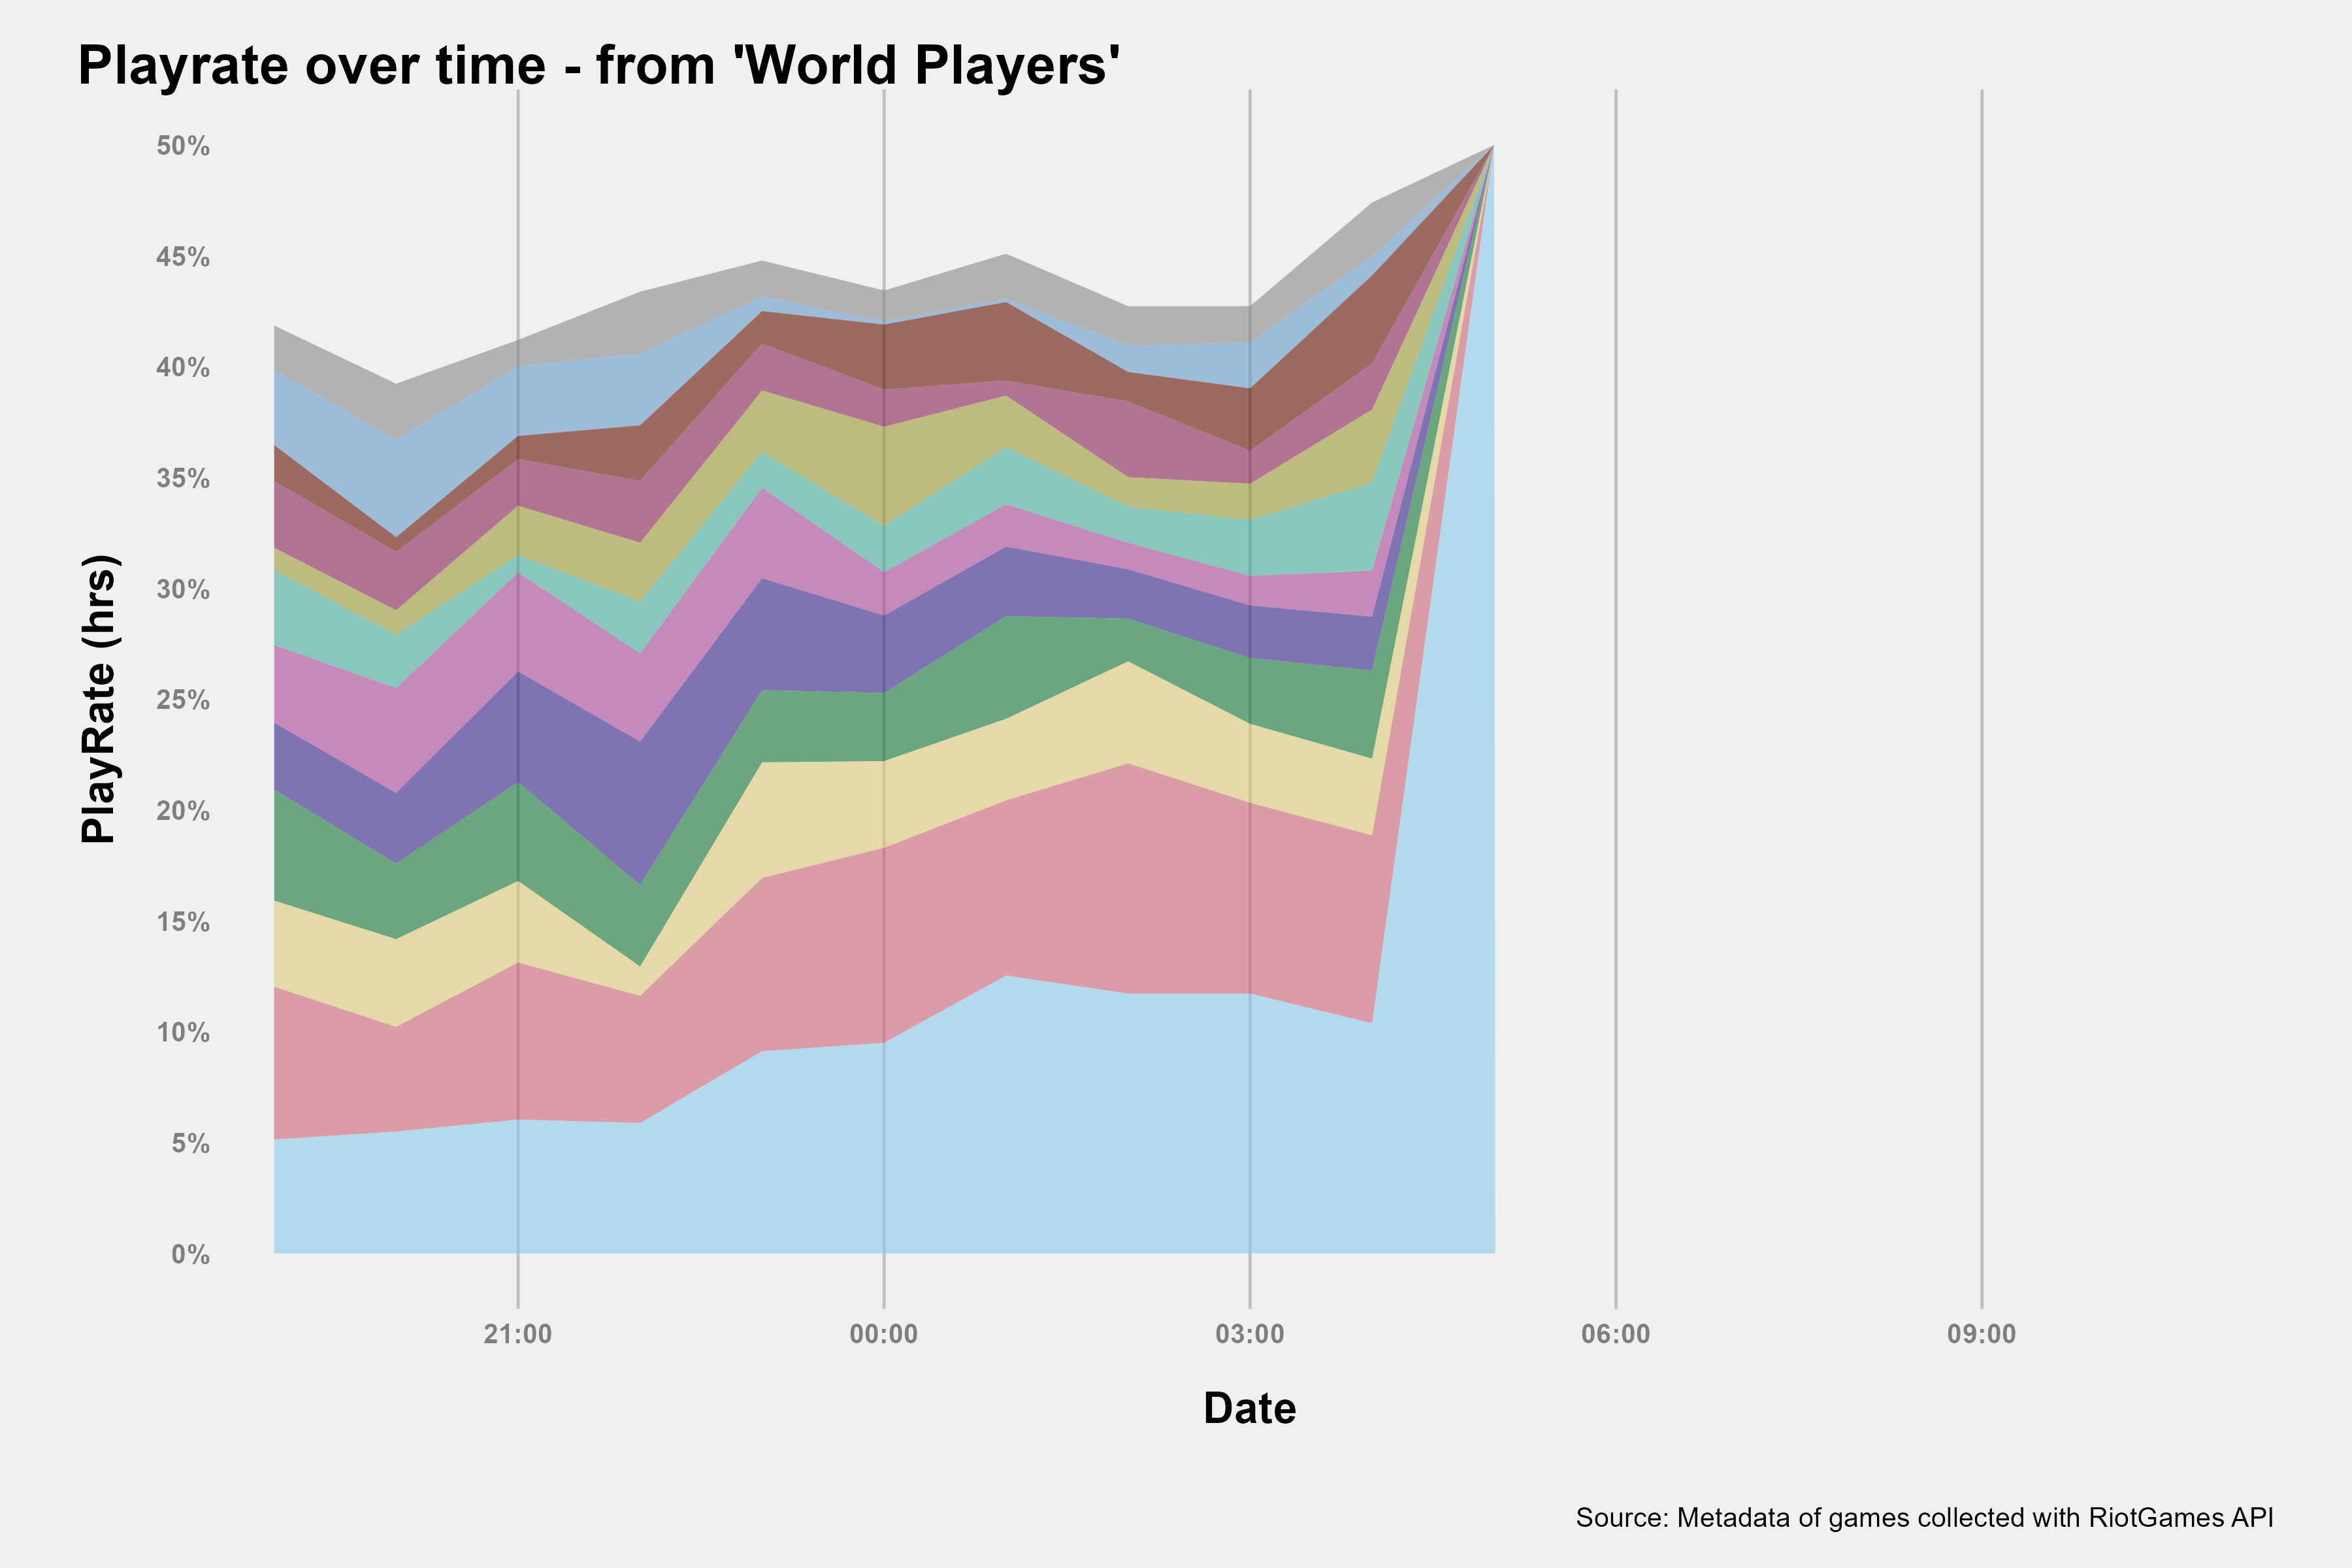 Playrate over time - from 'World Players'
50%
45%
40%
35%
30%
25%
20%
15%
10%
5%
0%
PlayRate (hrs)
21:00 00:00 03:00 06:00 09:00
Date
Source: Metadata of games collected with RiotGames API